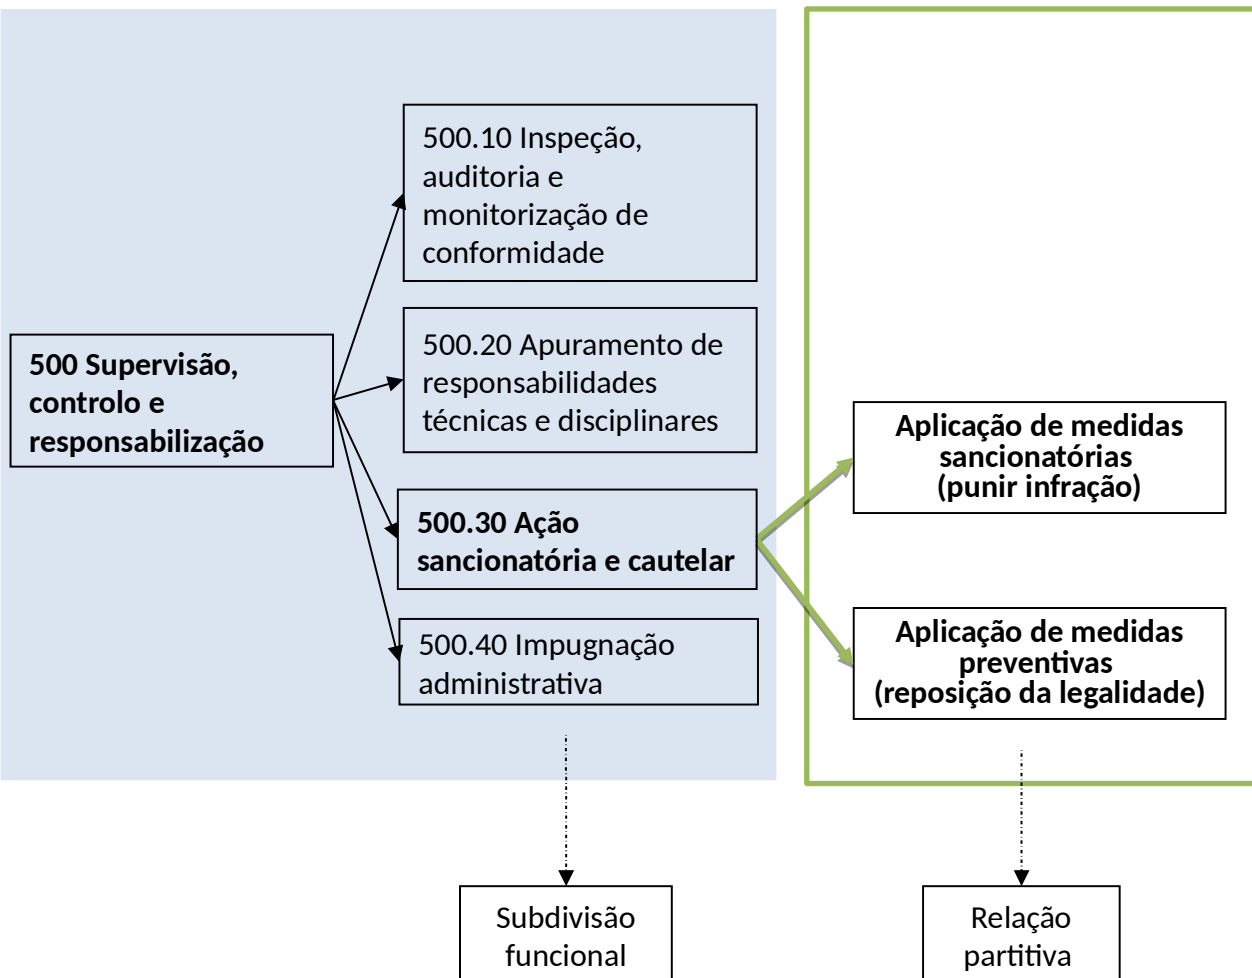 500.10 Inspeção,
auditoria e
monitorização de
conformidade
500 Supervisão,
controlo e
responsabilização
500.20 Apuramento de
responsabilidades
técnicas e disciplinares
500.30 Ação
sancionatória e cautelar
500.40 Impugnação
administrativa
Aplicação de medidas
sancionatórias
(punir infração)
Aplicação de medidas
preventivas
(reposição da legalidade)
Subdivisão
funcional
Relação
partitiva